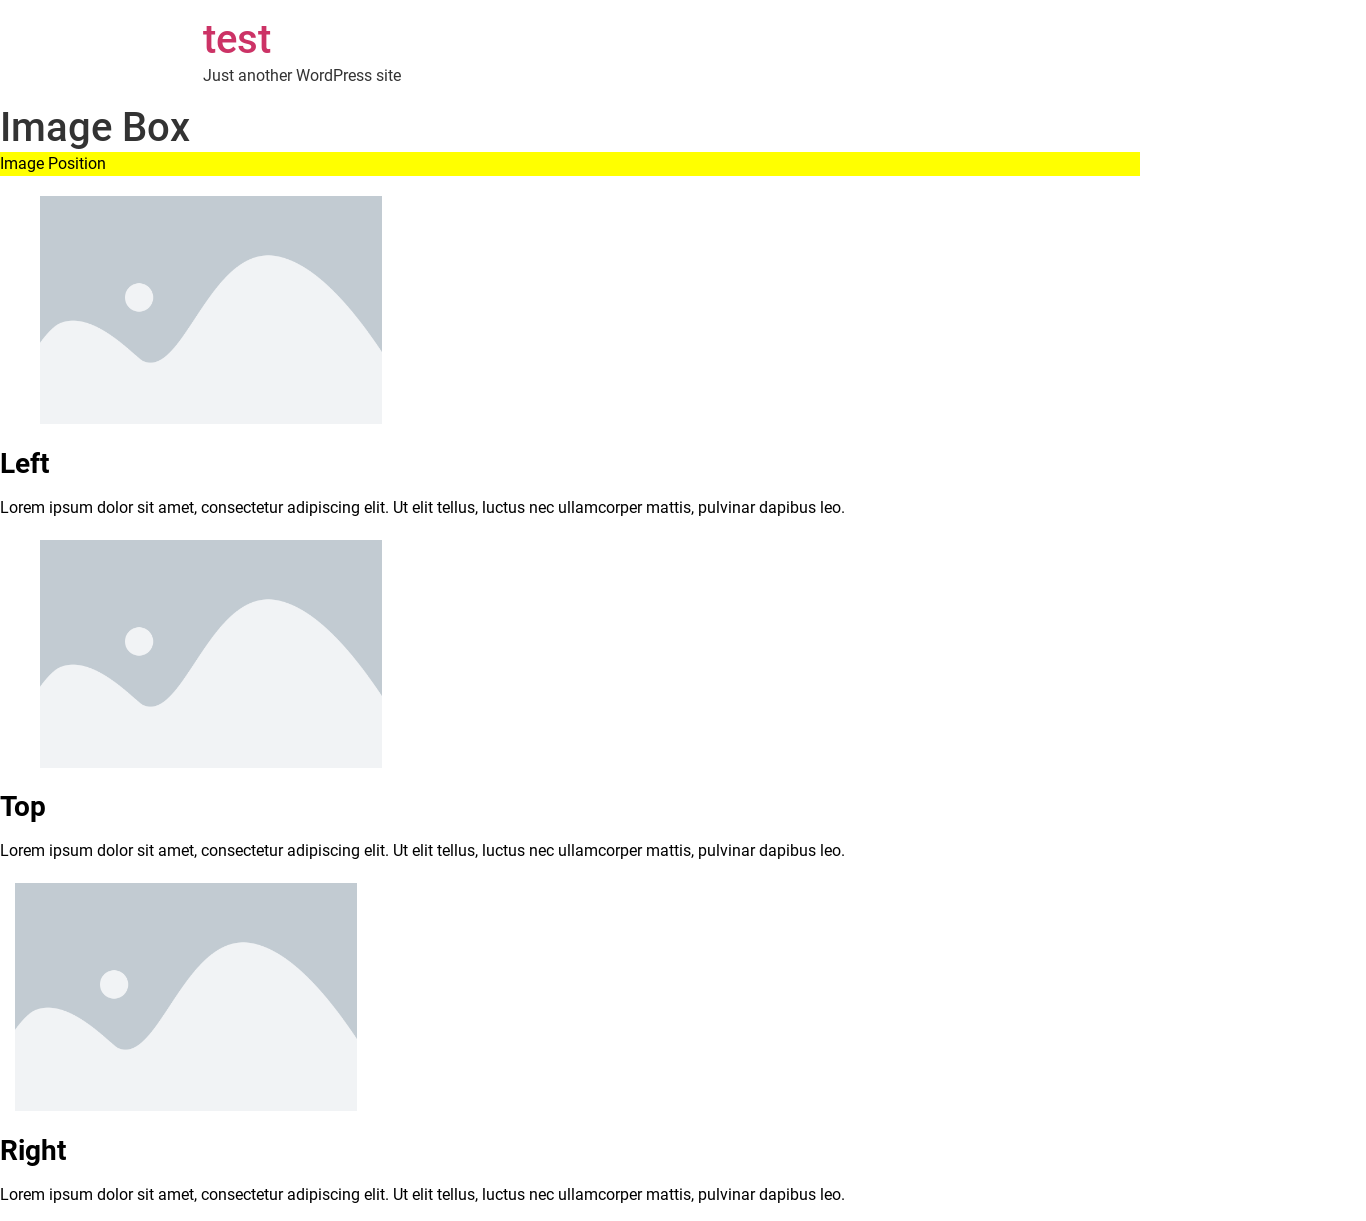 test
Just another WordPress site
Image Box
Image Position
Left
Lorem ipsum dolor sit amet, consectetur adipiscing elit. Ut elit tellus, luctus nec ullamcorper mattis, pulvinar dapibus leo.
Top
Lorem ipsum dolor sit amet, consectetur adipiscing elit. Ut elit tellus, luctus nec ullamcorper mattis, pulvinar dapibus leo.
Right
Lorem ipsum dolor sit amet, consectetur adipiscing elit. Ut elit tellus, luctus nec ullamcorper mattis, pulvinar dapibus leo.